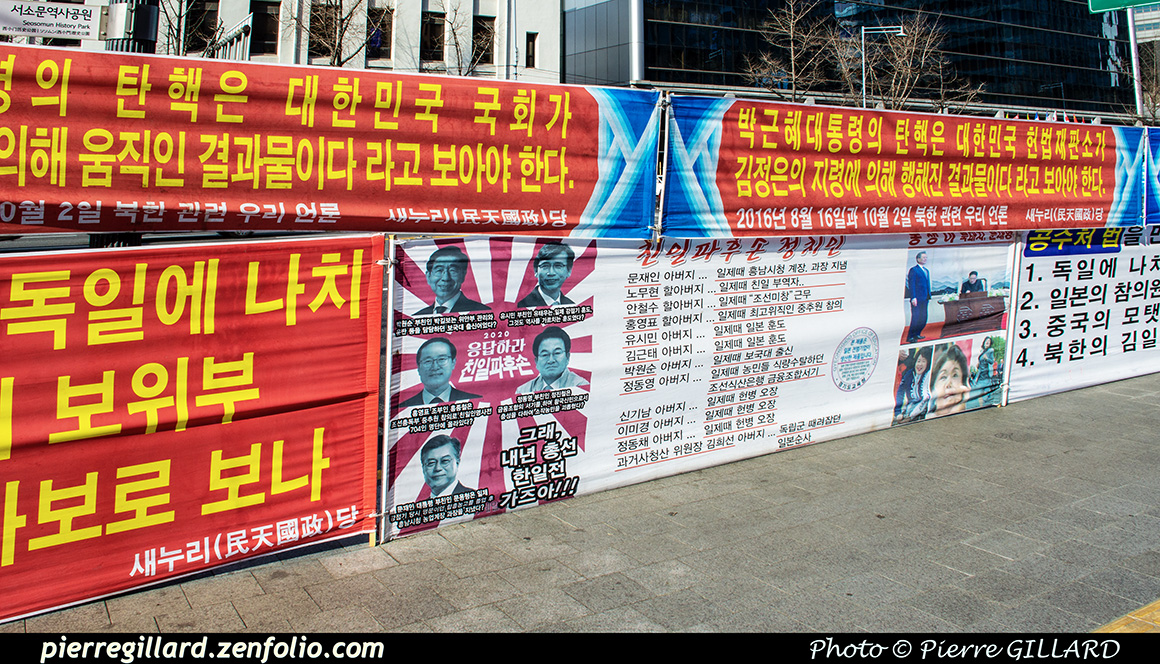 서소문역사공원
Seosomun History Park
령의 탄핵은 대한민국 국회가
의해 움직인 결과물이다 라고 보아야 한다.
10월 2일 북한 관련 우리 언론
새누리(民天國政)당
박근혜대통령의 탄핵은 대한민국 헌법재판소가
김정은의 지령에 의해 행해진 결과물이다 라고 보아야 한다.
2016년 8월 16일과 10월 2일 북한 관련 우리 언론
새누리(民天國政)당
독일에 나치
보위부
보로 보나
새누리(民天國政)당
2020
응답하라
친일파후손
그래,
내년 총선
한일전
가즈아!!!
친일파후손 정치인
문재인 아버지 ... 일제때 흥남시청 계장, 과장 지냄
노무현 할아버지 ... 일제때 친일 부역자..
안철수 할아버지 ... 일제때 "조선미창" 근무
홍영표 할아버지 ... 일제때 최고위직인 중추원 참의
유시민 아버지 ... 일제때 일본 훈도
김근태 아버지 ... 일제때 일본 훈도
박원순 아버지 ... 일제때 보국대 출신
정동영 아버지 ... 일제때 농민들 식량수탈하던
조선식산은행 금융조합서기
신기남 아버지 ... 일제때 헌병 오장
이미경 아버지 ... 일제때 헌병 오장
정동채 아버지 ... 일제때 헌병 오장
과거사청산 위원장 김희선 아버지 ... 독립군 때려잡던
일본순사
공수처 법을
1. 독일에 나치
2. 일본의 참의원
3. 중국의 모택
4. 북한의 김일
pierregillard.zenfolio.com
Photo © Pierre GILLARD